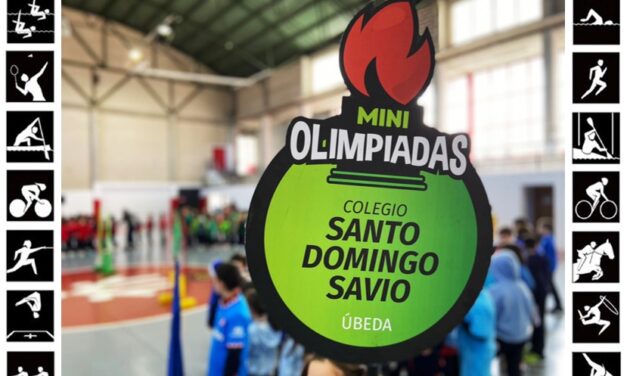 MINI
OLIMPIADAS
COLEGIO
SANTO
DOMINGO
SAVIO
ÚBEDA